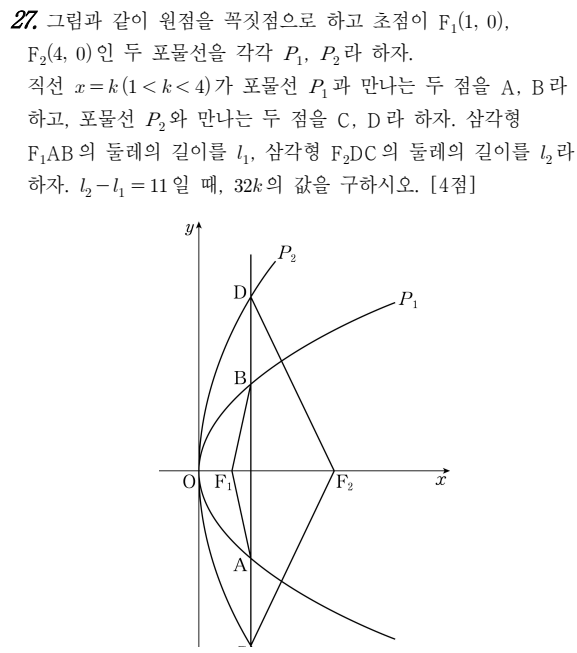 27. 그림과 같이 원점을 꼭짓점으로 하고 초점이 F₁(1, 0),
F₂(4, 0)인 두 포물선을 각각 P₁, P₂라 하자.
직선 x=k(1<k<4)가 포물선 P₁과 만나는 두 점을 A, B라
하고, 포물선 P₂와 만나는 두 점을 C, D라 하자. 삼각형
F₁AB의 둘레의 길이를 l₁, 삼각형 F₂DC의 둘레의 길이를 l₂라
하자. l₂-l₁=11일 때, 32k의 값을 구하시오. [4점]
y
P₂
D
P₁
B
O F₁ F₂ x
A